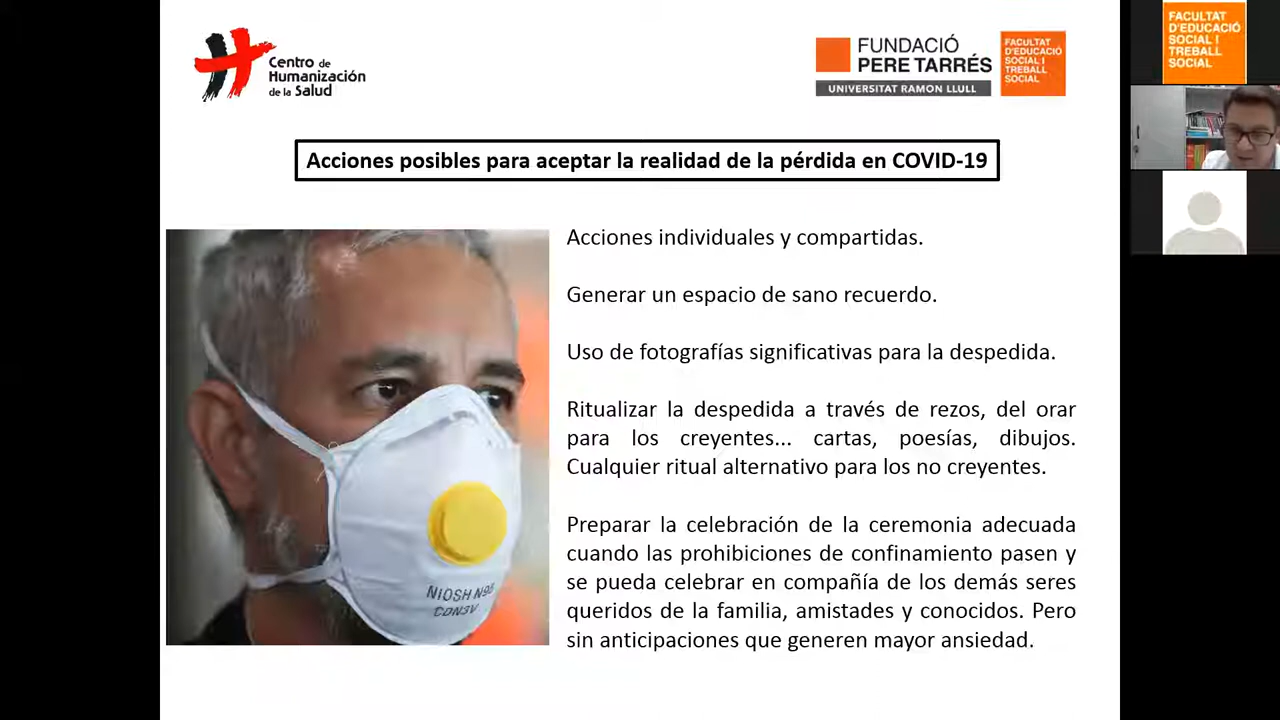 Centro de
Humanización
de la Salud
FUNDACIÓ
PERE TARRÉS
UNIVERSITAT RAMON LLULL
FACULTAT
D'EDUCACIÓ
SOCIAL I
TREBALL
SOCIAL
FACULTAT
D'EDUCACIÓ
SOCIAL I
TREBALL
SOCIAL
Acciones posibles para aceptar la realidad de la pérdida en COVID-19
Acciones individuales y compartidas.
Generar un espacio de sano recuerdo.
Uso de fotografías significativas para la despedida.
Ritualizar la despedida a través de rezos, del orar
para los creyentes... cartas, poesías, dibujos.
Cualquier ritual alternativo para los no creyentes.
Preparar la celebración de la ceremonia adecuada
cuando las prohibiciones de confinamiento pasen y
se pueda celebrar en compañía de los demás seres
queridos de la familia, amistades y conocidos. Pero
sin anticipaciones que generen mayor ansiedad.
NIOSH N95